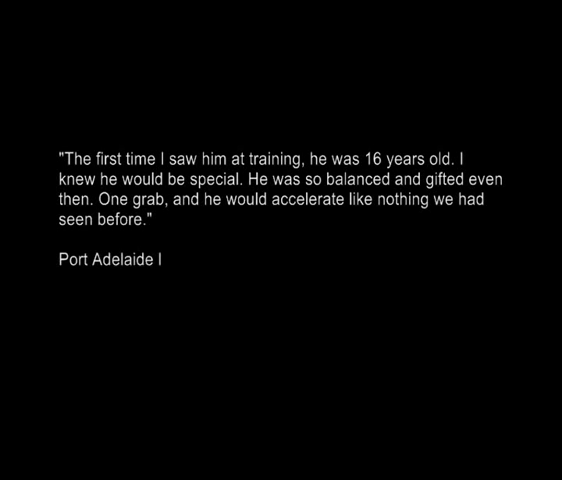 "The first time I saw him at training, he was 16 years old. I
knew he would be special. He was so balanced and gifted even
then. One grab, and he would accelerate like nothing we had
seen before."
Port Adelaide l